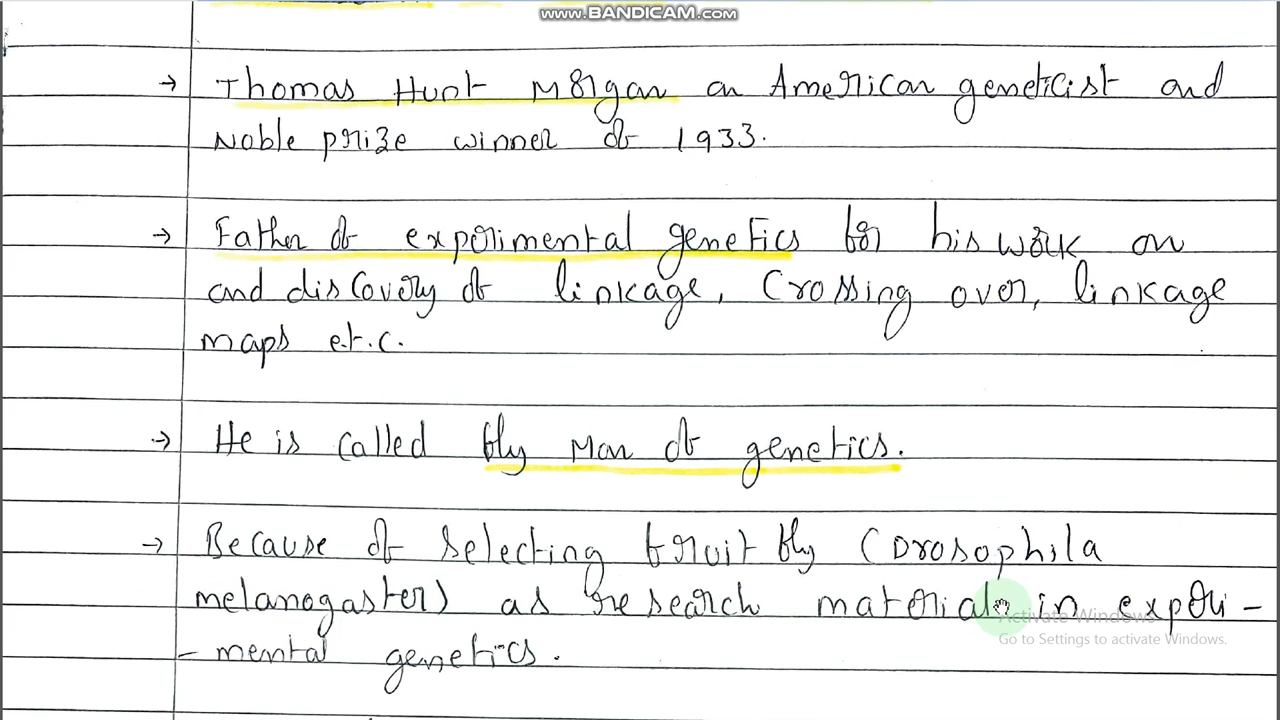 www.BANDICAM.com
→ Thomas Hunt Morgan an American geneticist and
Noble prize winner of 1933.
→ Father of experimental genetics for his work on
and discovery of linkage, Crossing over, linkage
maps e.t.c.
→ He is called fly Man of genetics.
→ Because of selecting fruit fly (Drosophila
melanogaster) as research materials in experi-
-mental genetics.
Activate Windows
Go to Settings to activate Windows.